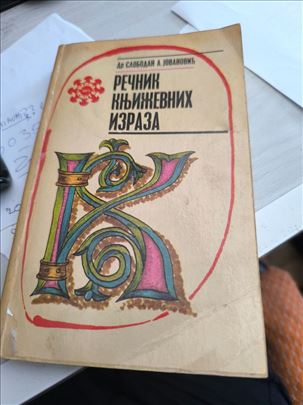 Др СЛОБОДАН А. ЈОВАНОВИЋ
РЕЧНИК
КЊИЖЕВНИХ
ИЗРАЗА
К